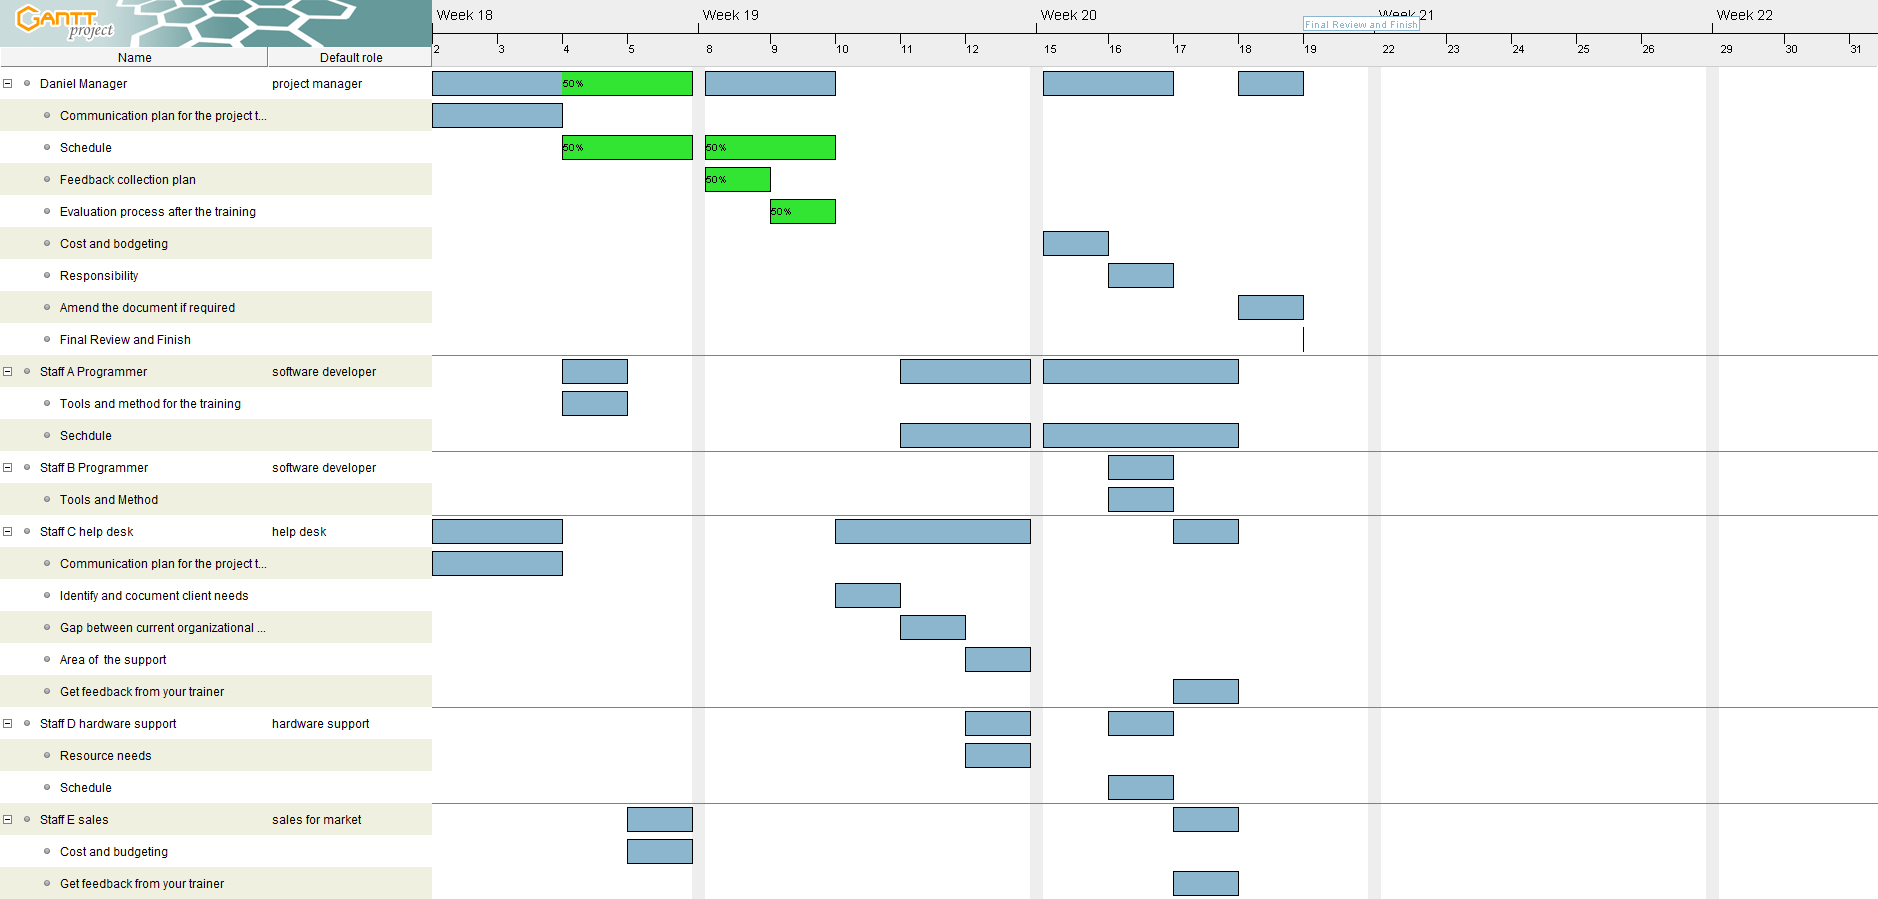 GANTT
project
Week 18
Week 19
Week 20
Week 21
Week 22
Final Review and Finish
2 3 4 5 8 9 10 11 12 15 16 17 18 19 22 23 24 25 26 29 30 31
Name Default role
Daniel Manager project manager 50%
Communication plan for the project t...
Schedule 50% 50%
Feedback collection plan 50%
Evaluation process after the training 50%
Cost and bodgeting
Responsibility
Amend the document if required
Final Review and Finish
Staff A Programmer software developer
Tools and method for the training
Sechdule
Staff B Programmer software developer
Tools and Method
Staff C help desk help desk
Communication plan for the project t...
Identify and cocument client needs
Gap between current organizational ...
Area of the support
Get feedback from your trainer
Staff D hardware support hardware support
Resource needs
Schedule
Staff E sales sales for market
Cost and budgeting
Get feedback from your trainer